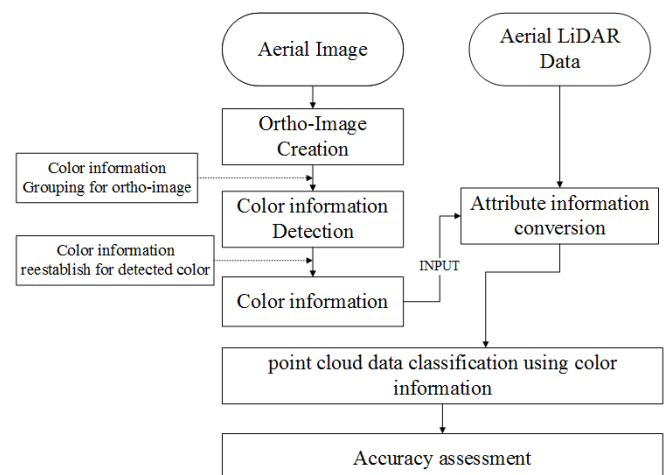 Aerial Image
Aerial LiDAR
Data
Ortho-Image
Creation
Color information
Grouping for ortho-image
Color information
Detection
Attribute information
conversion
Color information
reestablish for detected color
INPUT
Color information
point cloud data classification using color
information
Accuracy assessment